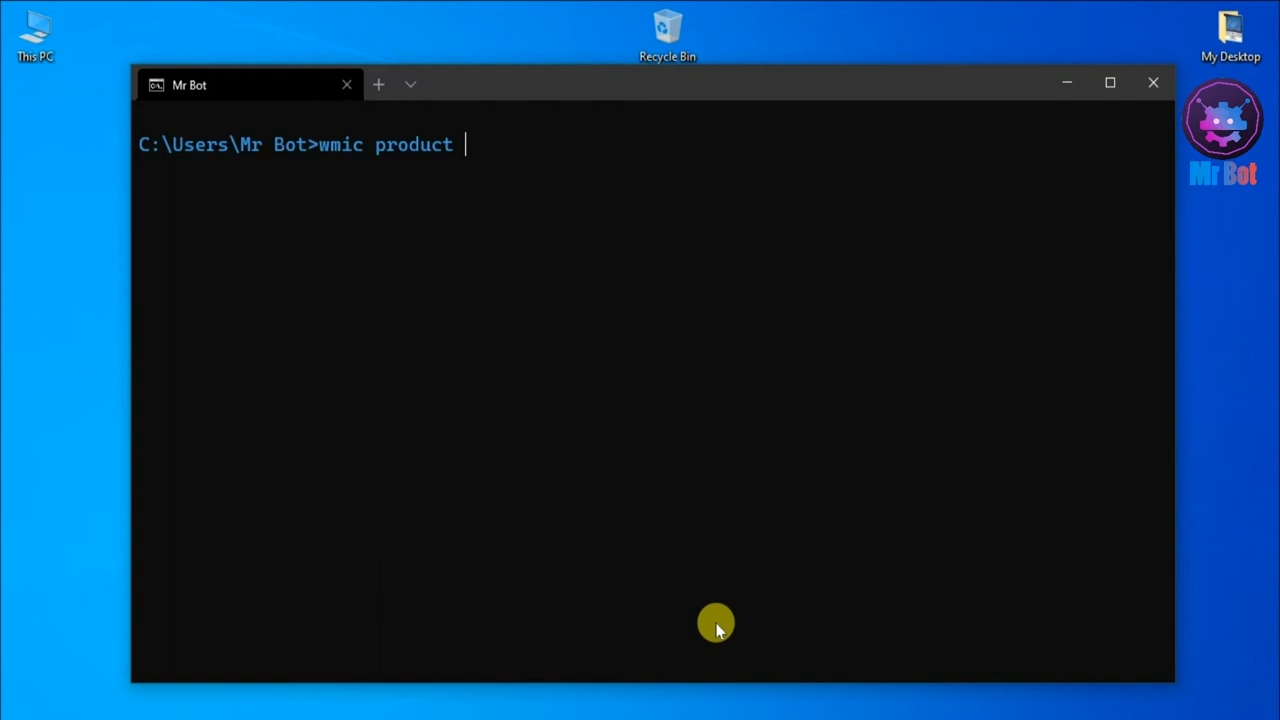 This PC
Recycle Bin
My Desktop
Mr Bot
C:\Users\Mr Bot>wmic product
Mr Bot